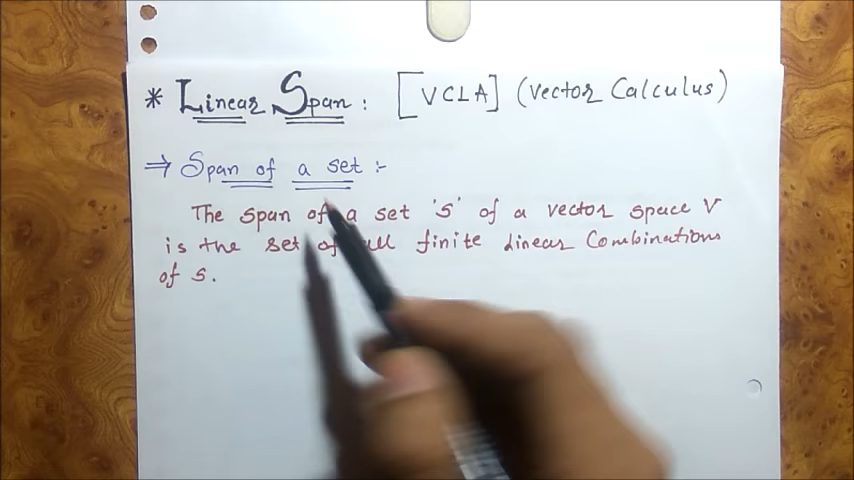 * Linear Span : [VCLA] (Vector Calculus)
⇒ Span of a set :-
The span of a set 's' of a vector space V
is the set of all finite Linear Combinations
of s.